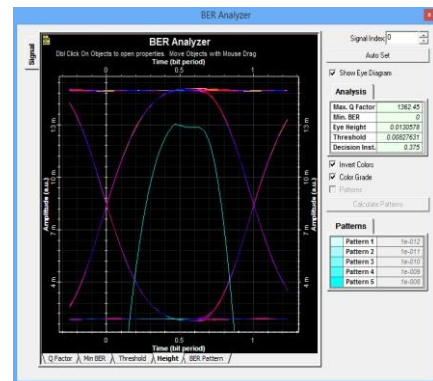 BER Analyzer
Signal
BER Analyzer
Dbl Click On Objects to open properties. Move Objects with Mouse Drag
Time (bit period)
0 0.5 1
Amplitude (a.u.)
Amplitude (a.u.)
13 m
13 m
10 m
10 m
7 m
7 m
4 m
4 m
0 0.5 1
Time (bit period)
Q Factor Min BER Threshold Height BER Pattern
Signal Index: 0
Auto Set
Show Eye Diagram
Analysis
Max. Q Factor 1362.45
Min. BER 0
Eye Height 0.0130578
Threshold 0.00827631
Decision Inst. 0.375
Invert Colors
Color Grade
Patterns
Calculate Patterns
Patterns
Pattern 1 1e-012
Pattern 2 1e-011
Pattern 3 1e-010
Pattern 4 1e-009
Pattern 5 1e-008